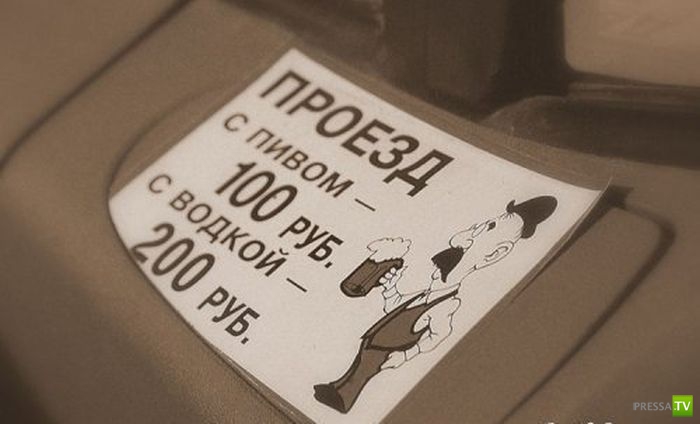 ПРОЕЗД
С ПИВОМ –
100 РУБ.
С ВОДКОЙ –
200 РУБ.
PRESSA.TV